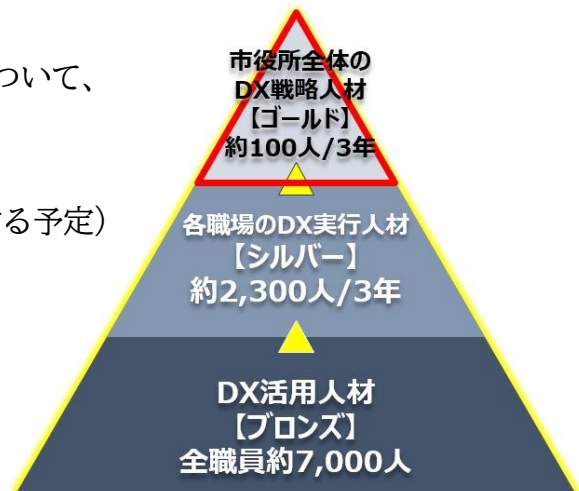 ついて、
る予定）
市役所全体の
DX戦略人材
【ゴールド】
約100人/3年
各職場のDX実行人材
【シルバー】
約2,300人/3年
DX活用人材
【ブロンズ】
全職員約7,000人